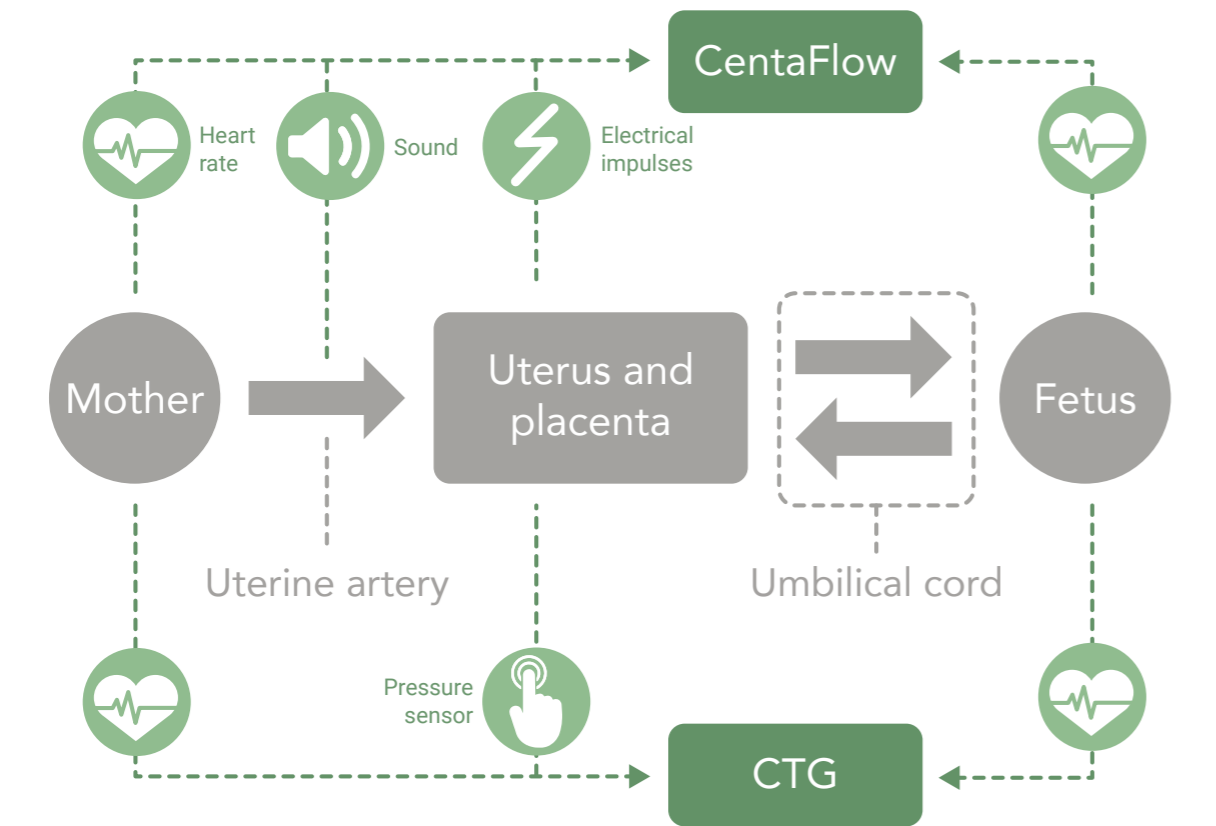 CentaFlow
Heart
rate
Sound
Electrical
impulses
Mother
Uterus and
placenta
Fetus
Uterine artery
Umbilical cord
Pressure
sensor
CTG